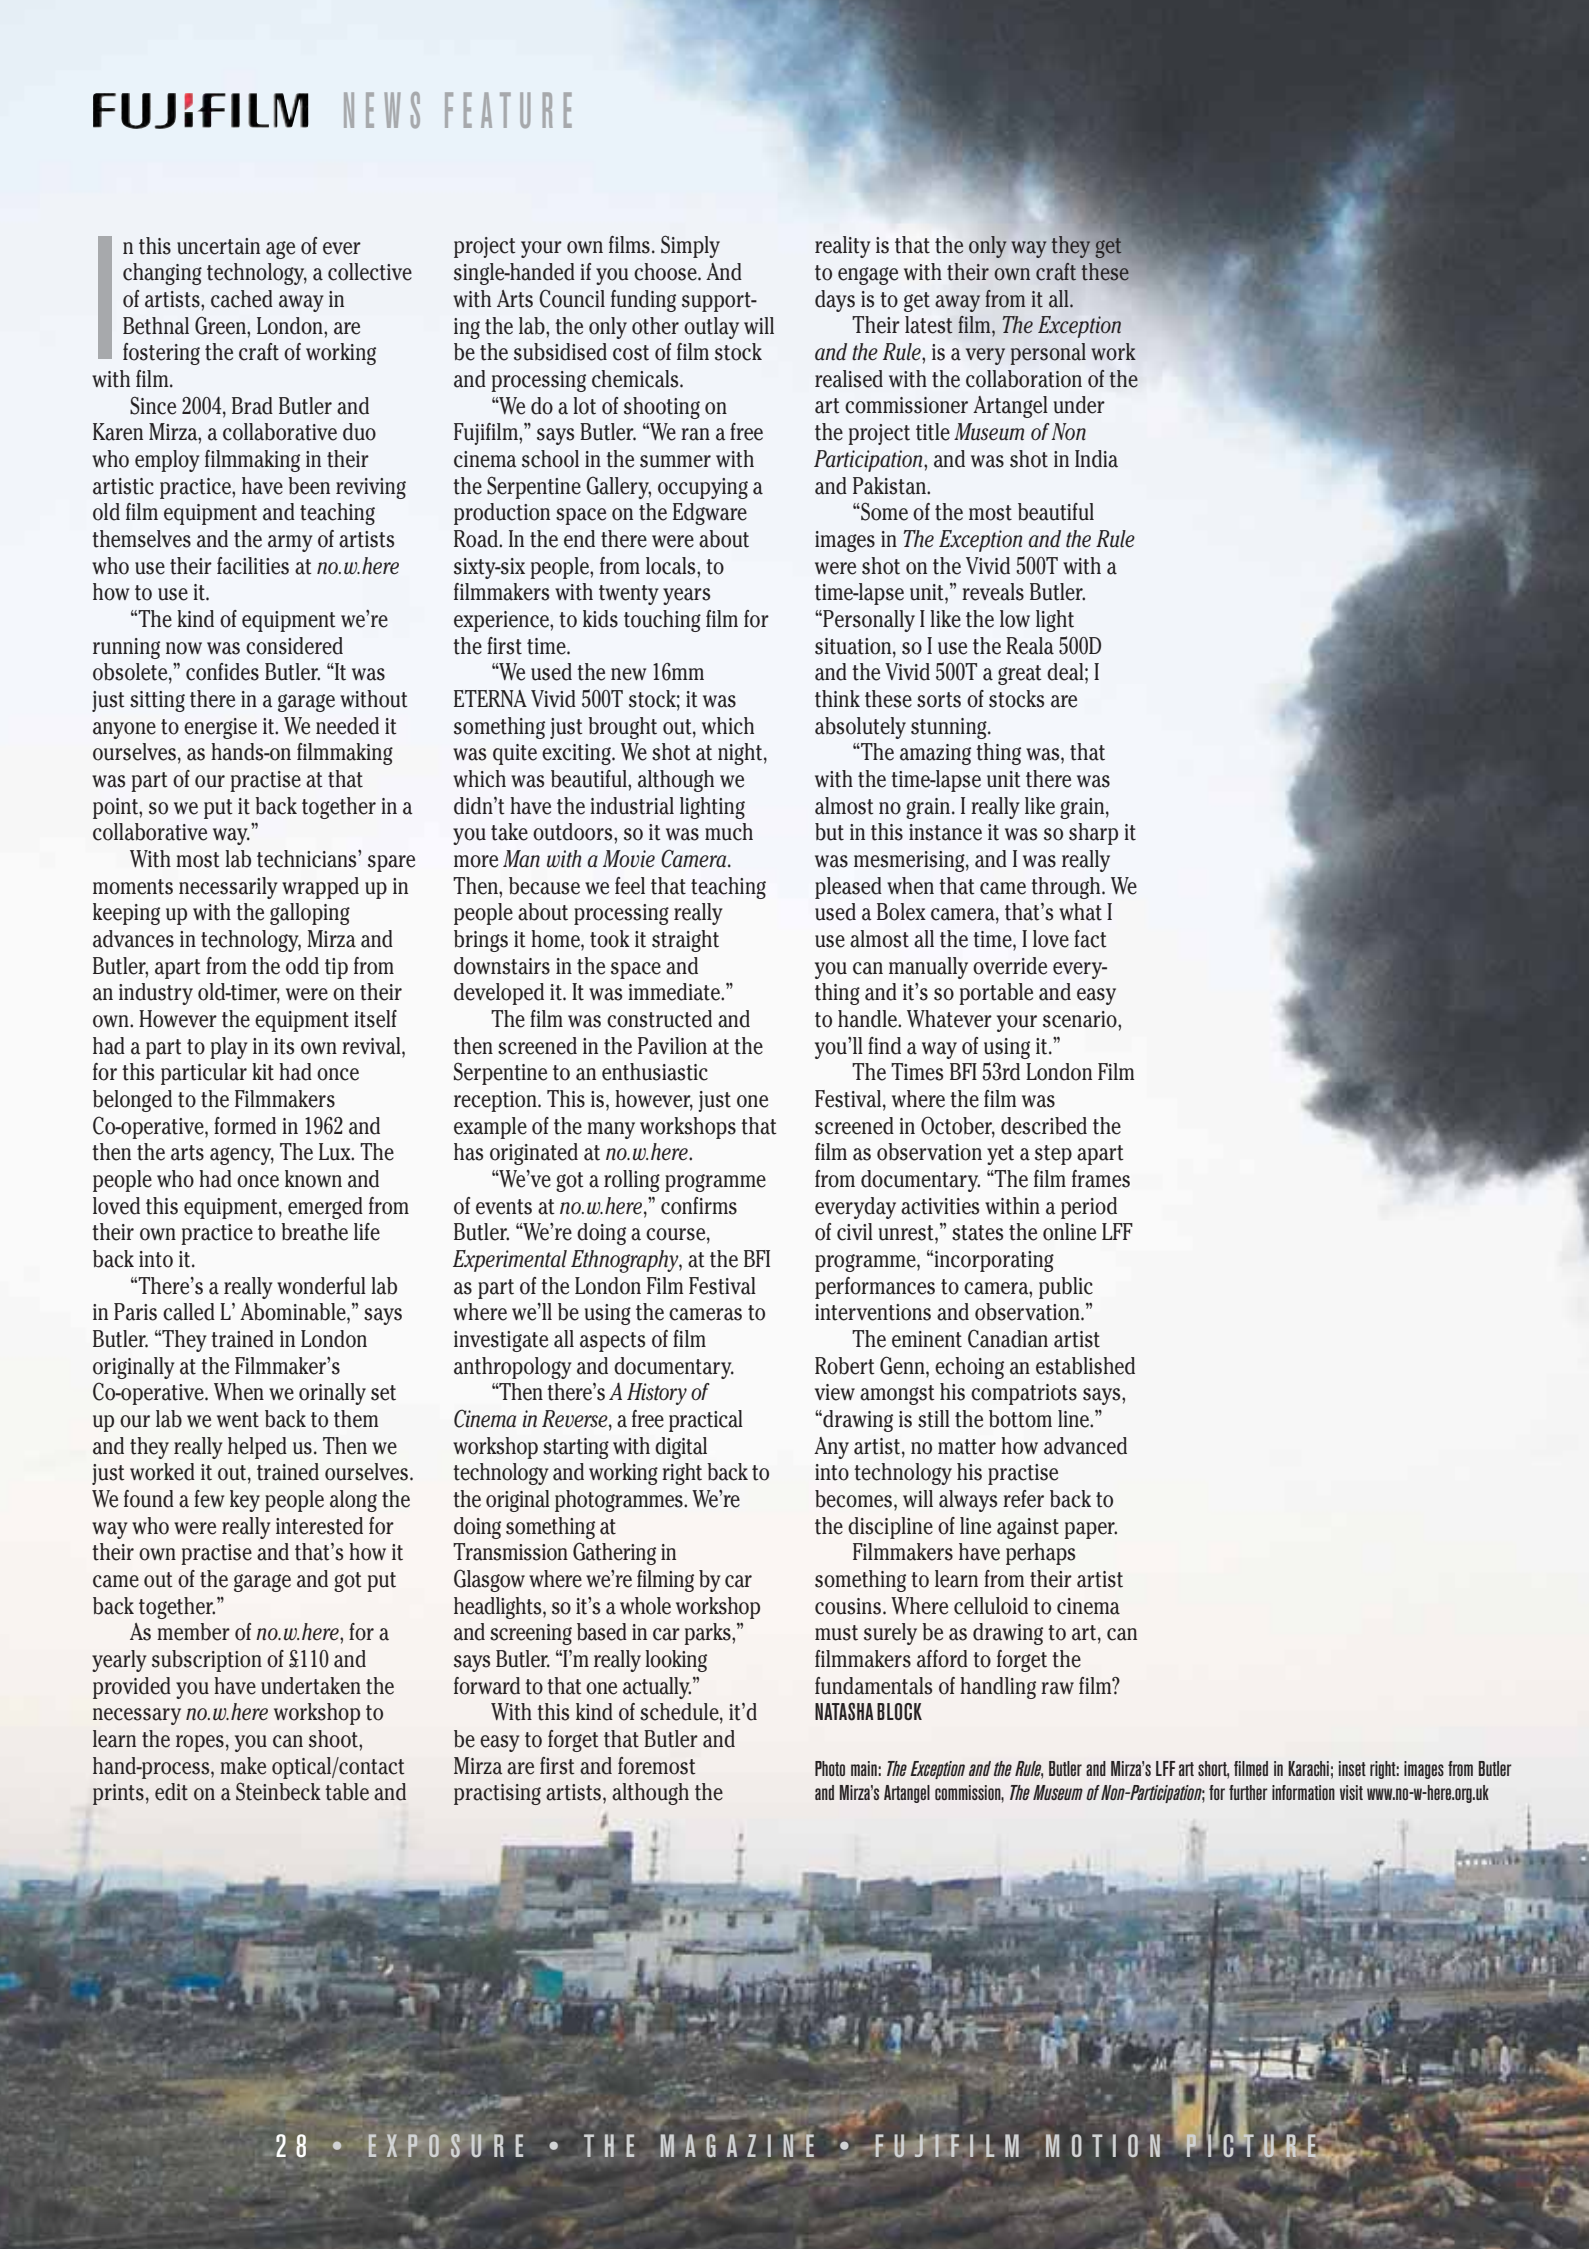 FUJIFILM NEWS FEATURE
In this uncertain age of ever
changing technology, a collective
of artists, cached away in
Bethnal Green, London, are
fostering the craft of working
with film.
Since 2004, Brad Butler and
Karen Mirza, a collaborative duo
who employ filmmaking in their
artistic practice, have been reviving
old film equipment and teaching
themselves and the army of artists
who use their facilities at no.w.here
how to use it.
“The kind of equipment we’re
running now was considered
obsolete,” confides Butler. “It was
just sitting there in a garage without
anyone to energise it. We needed it
ourselves, as hands-on filmmaking
was part of our practise at that
point, so we put it back together in a
collaborative way.”
With most lab technicians’ spare
moments necessarily wrapped up in
keeping up with the galloping
advances in technology, Mirza and
Butler, apart from the odd tip from
an industry old-timer, were on their
own. However the equipment itself
had a part to play in its own revival,
for this particular kit had once
belonged to the Filmmakers
Co-operative, formed in 1962 and
then the arts agency, The Lux. The
people who had once known and
loved this equipment, emerged from
their own practice to breathe life
back into it.
“There’s a really wonderful lab
in Paris called L’ Abominable,” says
Butler. “They trained in London
originally at the Filmmaker’s
Co-operative. When we orinally set
up our lab we went back to them
and they really helped us. Then we
just worked it out, trained ourselves.
We found a few key people along the
way who were really interested for
their own practise and that’s how it
came out of the garage and got put
back together.”
As member of no.w.here, for a
yearly subscription of £110 and
provided you have undertaken the
necessary no.w.here workshop to
learn the ropes, you can shoot,
hand-process, make optical/contact
prints, edit on a Steinbeck table and
project your own films. Simply
single-handed if you choose. And
with Arts Council funding support-
ing the lab, the only other outlay will
be the subsidised cost of film stock
and processing chemicals.
“We do a lot of shooting on
Fujifilm,” says Butler. “We ran a free
cinema school in the summer with
the Serpentine Gallery, occupying a
production space on the Edgware
Road. In the end there were about
sixty-six people, from locals, to
filmmakers with twenty years
experience, to kids touching film for
the first time.
“We used the new 16mm
ETERNA Vivid 500T stock; it was
something just brought out, which
was quite exciting. We shot at night,
which was beautiful, although we
didn’t have the industrial lighting
you take outdoors, so it was much
more Man with a Movie Camera.
Then, because we feel that teaching
people about processing really
brings it home, took it straight
downstairs in the space and
developed it. It was immediate.”
The film was constructed and
then screened in the Pavilion at the
Serpentine to an enthusiastic
reception. This is, however, just one
example of the many workshops that
has originated at no.w.here.
“We’ve got a rolling programme
of events at no.w.here,” confirms
Butler. “We’re doing a course,
Experimental Ethnography, at the BFI
as part of the London Film Festival
where we’ll be using the cameras to
investigate all aspects of film
anthropology and documentary.
“Then there’s A History of
Cinema in Reverse, a free practical
workshop starting with digital
technology and working right back to
the original photogrammes. We’re
doing something at
Transmission Gathering in
Glasgow where we’re filming by car
headlights, so it’s a whole workshop
and screening based in car parks,”
says Butler. “I’m really looking
forward to that one actually.”
With this kind of schedule, it’d
be easy to forget that Butler and
Mirza are first and foremost
practising artists, although the
reality is that the only way they get
to engage with their own craft these
days is to get away from it all.
Their latest film, The Exception
and the Rule, is a very personal work
realised with the collaboration of the
art commissioner Artangel under
the project title Museum of Non
Participation, and was shot in India
and Pakistan.
“Some of the most beautiful
images in The Exception and the Rule
were shot on the Vivid 500T with a
time-lapse unit,” reveals Butler.
“Personally I like the low light
situation, so I use the Reala 500D
and the Vivid 500T a great deal; I
think these sorts of stocks are
absolutely stunning.
“The amazing thing was, that
with the time-lapse unit there was
almost no grain. I really like grain,
but in this instance it was so sharp it
was mesmerising, and I was really
pleased when that came through. We
used a Bolex camera, that’s what I
use almost all the time, I love fact
you can manually override every-
thing and it’s so portable and easy
to handle. Whatever your scenario,
you’ll find a way of using it.”
The Times BFI 53rd London Film
Festival, where the film was
screened in October, described the
film as observation yet a step apart
from documentary. “The film frames
everyday activities within a period
of civil unrest,” states the online LFF
programme, “incorporating
performances to camera, public
interventions and observation.”
The eminent Canadian artist
Robert Genn, echoing an established
view amongst his compatriots says,
“drawing is still the bottom line.”
Any artist, no matter how advanced
into technology his practise
becomes, will always refer back to
the discipline of line against paper.
Filmmakers have perhaps
something to learn from their artist
cousins. Where celluloid to cinema
must surely be as drawing to art, can
filmmakers afford to forget the
fundamentals of handling raw film?
NATASHA BLOCK
Photo main: The Exception and the Rule, Butler and Mirza’s LFF art short, filmed in Karachi; inset right: images from Butler
and Mirza’s Artangel commission, The Museum of Non-Participation; for further information visit www.no-w-here.org.uk
28 • EXPOSURE • THE MAGAZINE • FUJIFILM MOTION PICTURE